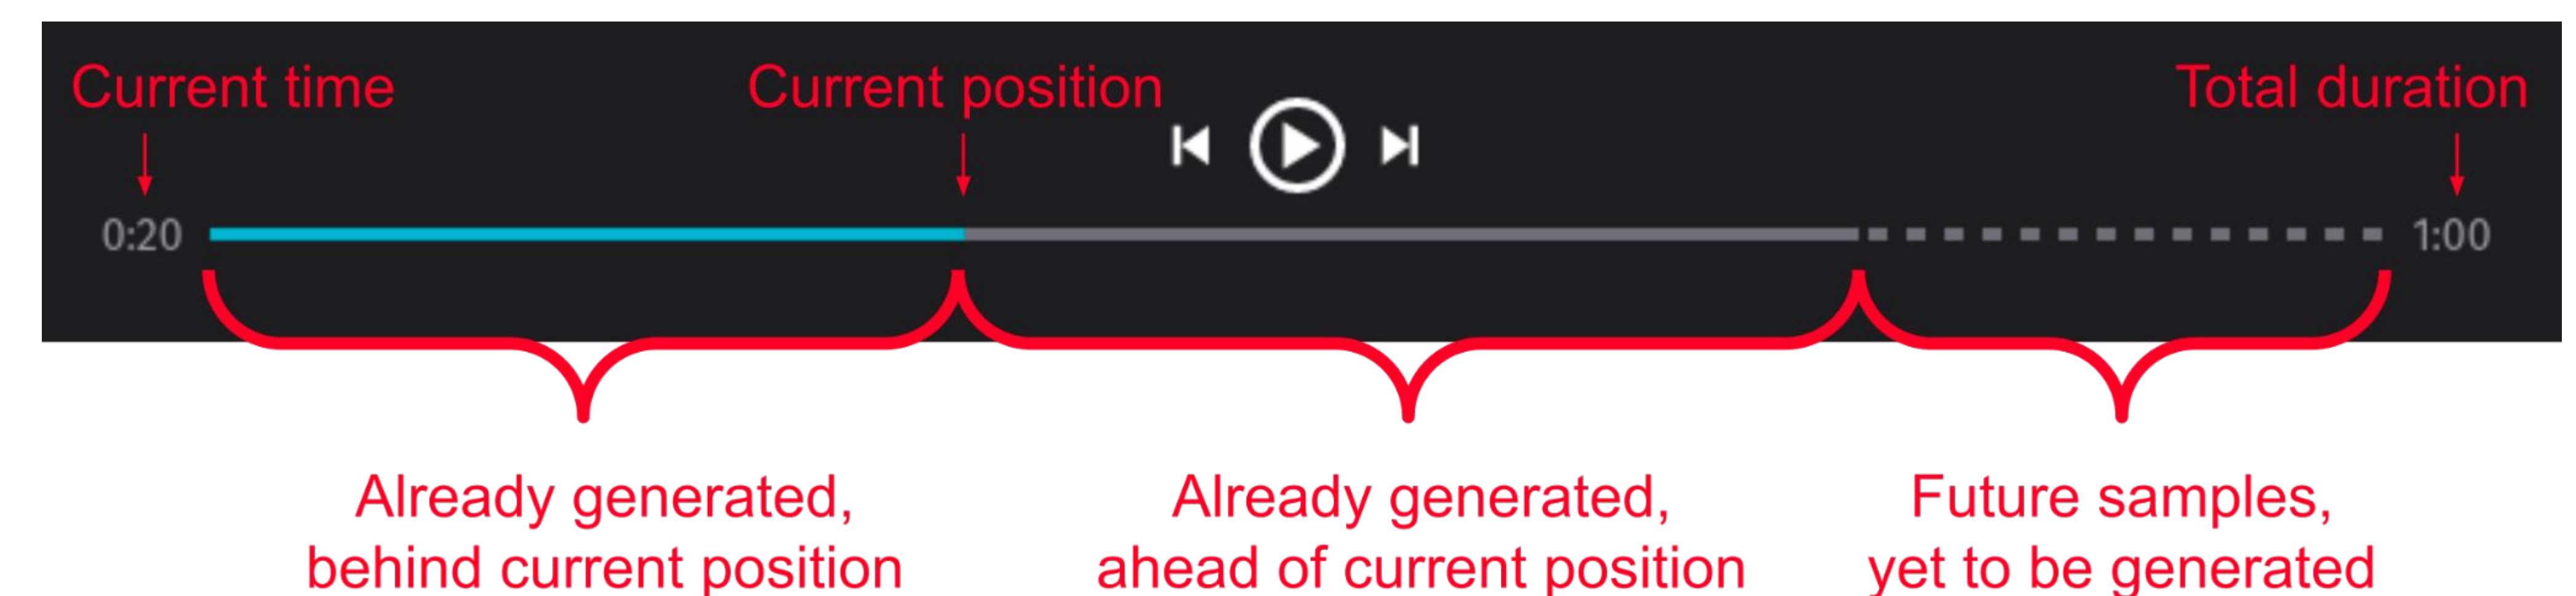 Current time
Current position
Total duration
0:20
1:00
Already generated,
behind current position
Already generated,
ahead of current position
Future samples,
yet to be generated